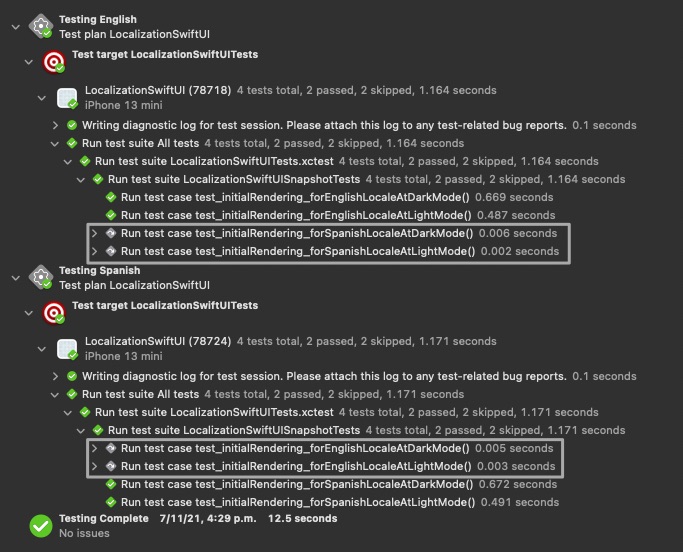 Testing English
Test plan LocalizationSwiftUI
Test target LocalizationSwiftUITests
LocalizationSwiftUI (78718) 4 tests total, 2 passed, 2 skipped, 1.164 seconds
iPhone 13 mini
Writing diagnostic log for test session. Please attach this log to any test-related bug reports. 0.1 seconds
Run test suite All tests 4 tests total, 2 passed, 2 skipped, 1.164 seconds
Run test suite LocalizationSwiftUITests.xctest 4 tests total, 2 passed, 2 skipped, 1.164 seconds
Run test suite LocalizationSwiftUISnapshotTests 4 tests total, 2 passed, 2 skipped, 1.164 seconds
Run test case test_initialRendering_forEnglishLocaleAtDarkMode() 0.669 seconds
Run test case test_initialRendering_forEnglishLocaleAtLightMode() 0.487 seconds
Run test case test_initialRendering_forSpanishLocaleAtDarkMode() 0.006 seconds
Run test case test_initialRendering_forSpanishLocaleAtLightMode() 0.002 seconds
Testing Spanish
Test plan LocalizationSwiftUI
Test target LocalizationSwiftUITests
LocalizationSwiftUI (78724) 4 tests total, 2 passed, 2 skipped, 1.171 seconds
iPhone 13 mini
Writing diagnostic log for test session. Please attach this log to any test-related bug reports. 0.1 seconds
Run test suite All tests 4 tests total, 2 passed, 2 skipped, 1.171 seconds
Run test suite LocalizationSwiftUITests.xctest 4 tests total, 2 passed, 2 skipped, 1.171 seconds
Run test suite LocalizationSwiftUISnapshotTests 4 tests total, 2 passed, 2 skipped, 1.171 seconds
Run test case test_initialRendering_forEnglishLocaleAtDarkMode() 0.005 seconds
Run test case test_initialRendering_forEnglishLocaleAtLightMode() 0.003 seconds
Run test case test_initialRendering_forSpanishLocaleAtDarkMode() 0.672 seconds
Run test case test_initialRendering_forSpanishLocaleAtLightMode() 0.491 seconds
Testing Complete 7/11/21, 4:29 p.m. 12.5 seconds
No issues